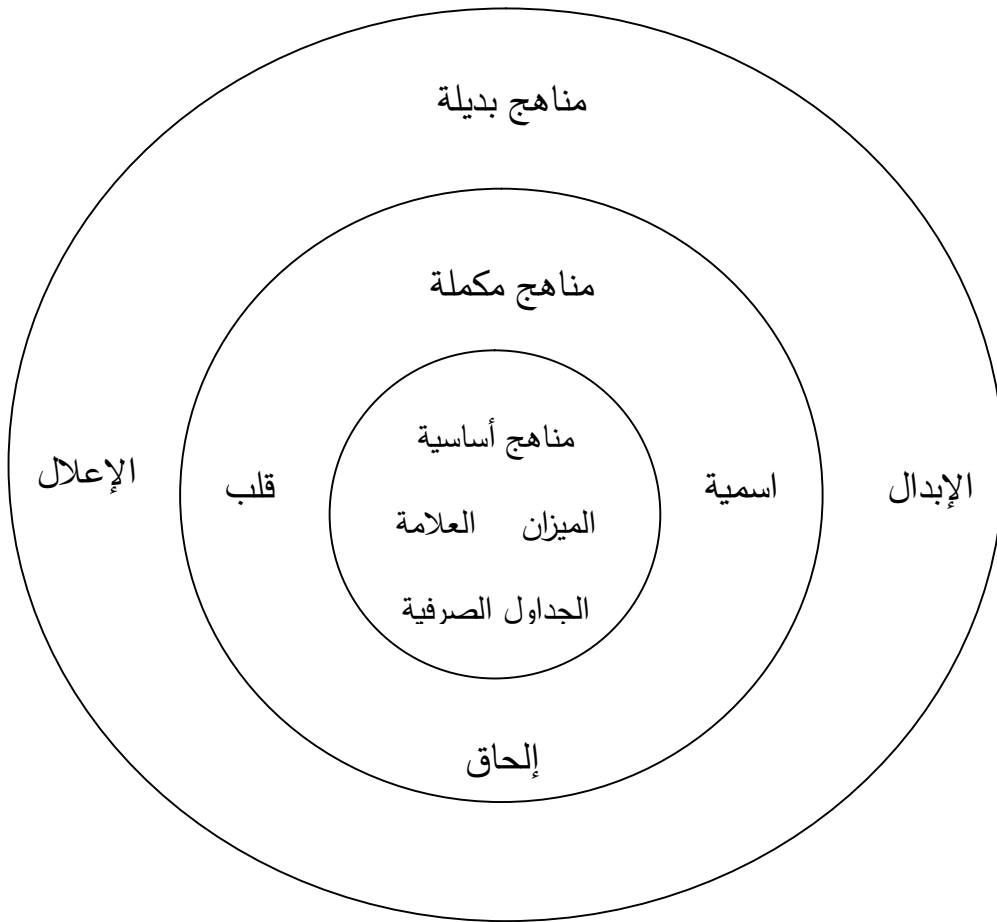 مناهج بديلة
مناهج مكملة
مناهج أساسية
الإبدال
اسمية
قلب
الإعلال
الميزان العلامة
الجداول الصرفية
إلحاق